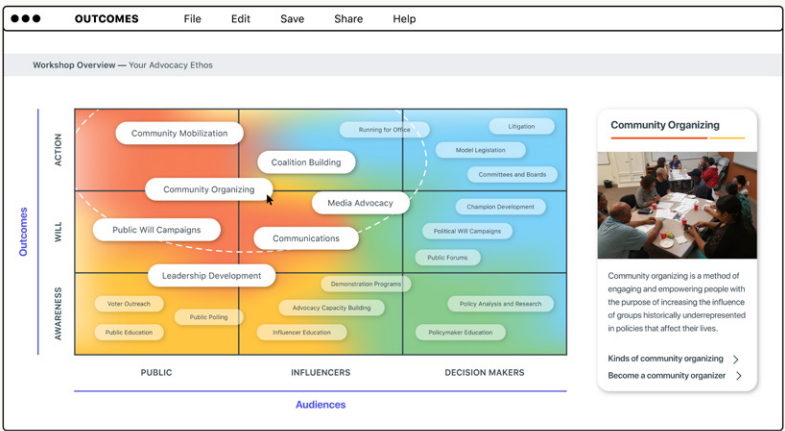 OUTCOMES File Edit Save Share Help
Workshop Overview — Your Advocacy Ethos
Outcomes
ACTION
WILL
AWARENESS
Community Mobilization
Running for Office
Litigation
Model Legislation
Coalition Building
Committees and Boards
Community Organizing
Media Advocacy
Champion Development
Public Will Campaigns
Communications
Political Will Campaigns
Public Forums
Leadership Development
Demonstration Programs
Voter Outreach
Public Polling
Advocacy Capacity Building
Policy Analysis and Research
Public Education
Influencer Education
Policymaker Education
PUBLIC
INFLUENCERS
DECISION MAKERS
Audiences
Community Organizing
Community organizing is a method of
engaging and empowering people with
the purpose of increasing the influence
of groups historically underrepresented
in policies that affect their lives.
Kinds of community organizing
Become a community organizer